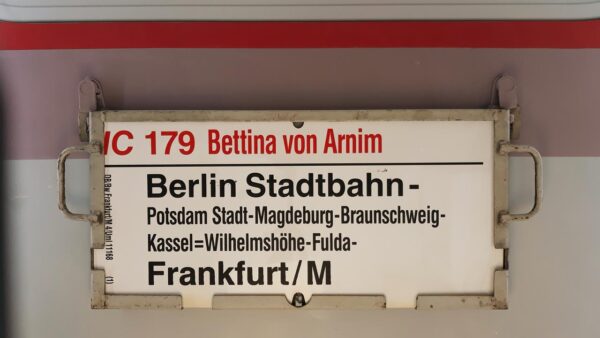 IC 179 Bettina von Arnim
Berlin Stadtbahn-
Potsdam Stadt-Magdeburg-Braunschweig-
Kassel=Wilhelmshöhe-Fulda-
Frankfurt/M